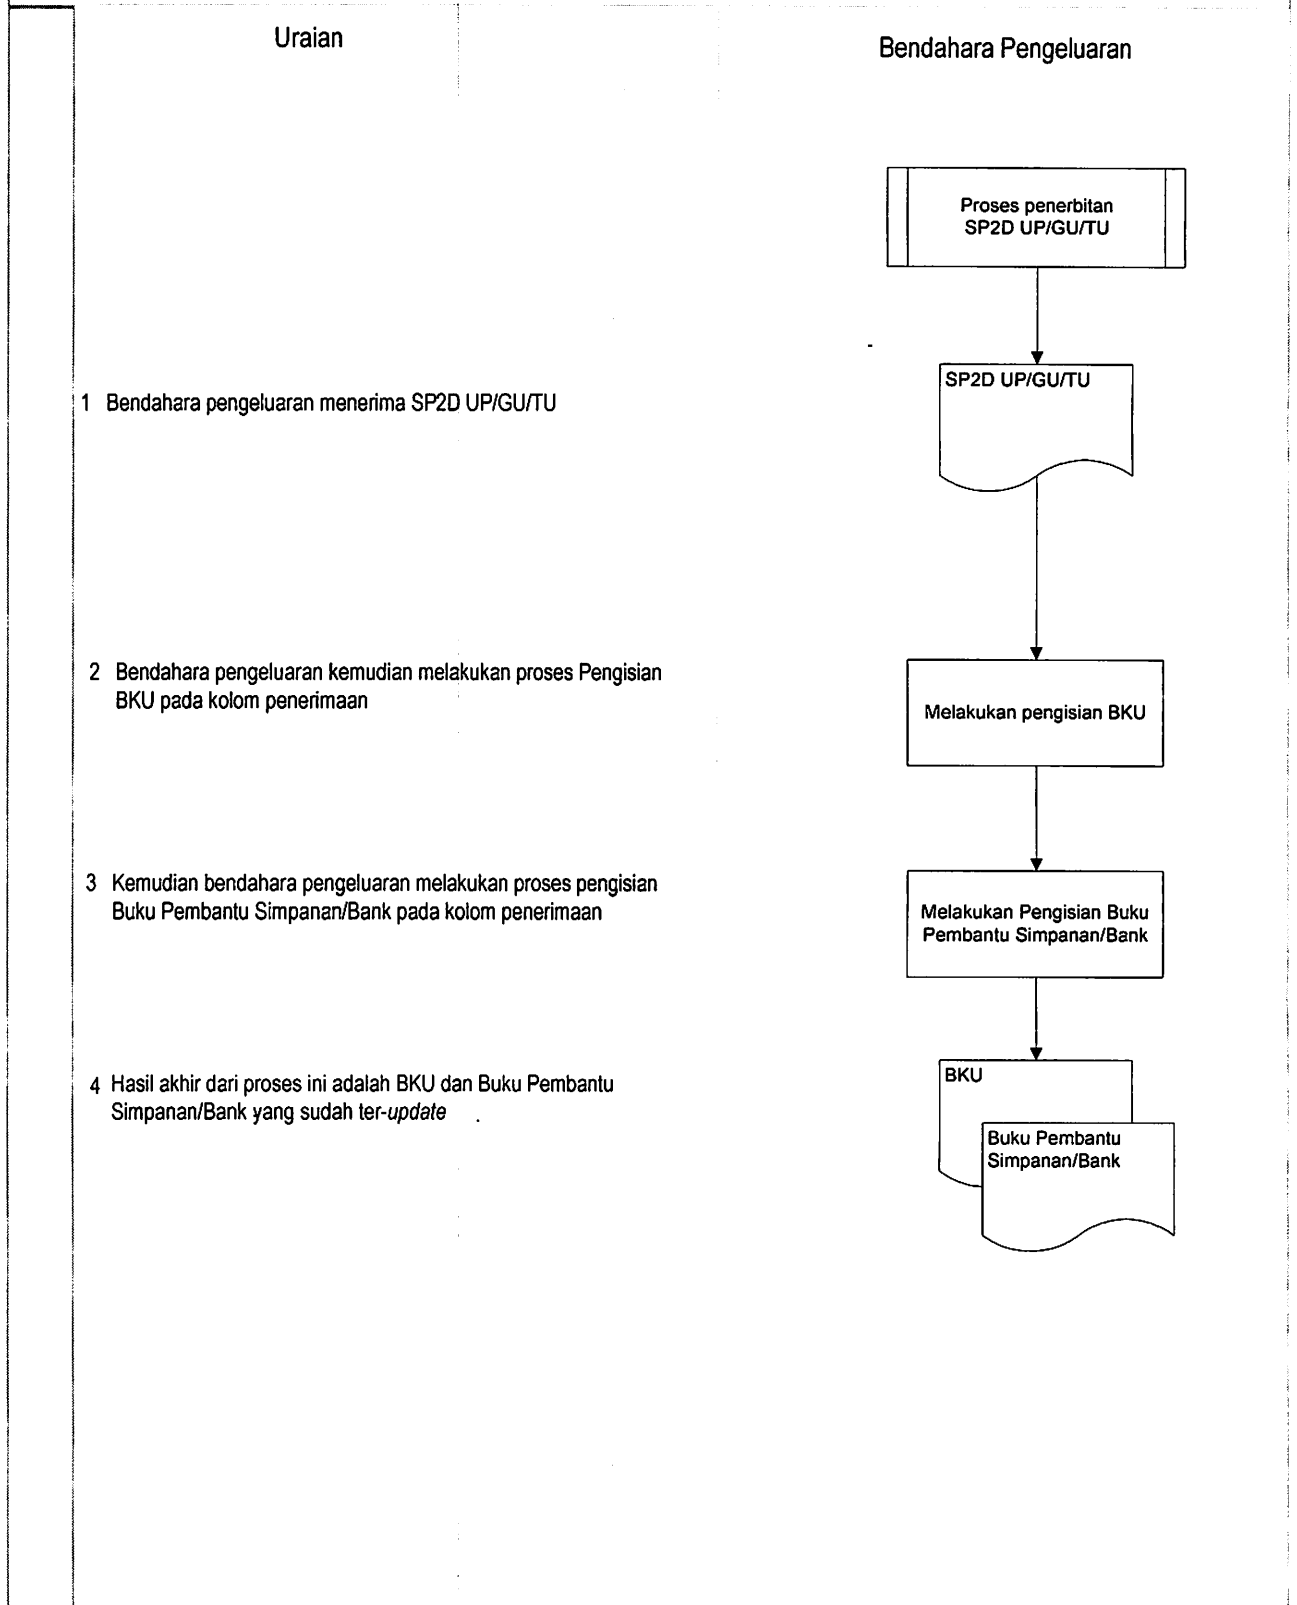 Uraian
Bendahara Pengeluaran
Proses penerbitan
SP2D UP/GU/TU
SP2D UP/GU/TU
1 Bendahara pengeluaran menerima SP2D UP/GU/TU
2 Bendahara pengeluaran kemudian melakukan proses Pengisian
BKU pada kolom penerimaan
Melakukan pengisian BKU
3 Kemudian bendahara pengeluaran melakukan proses pengisian
Buku Pembantu Simpanan/Bank pada kolom penerimaan
Melakukan Pengisian Buku
Pembantu Simpanan/Bank
4 Hasil akhir dari proses ini adalah BKU dan Buku Pembantu
Simpanan/Bank yang sudah ter-update
BKU
Buku Pembantu
Simpanan/Bank